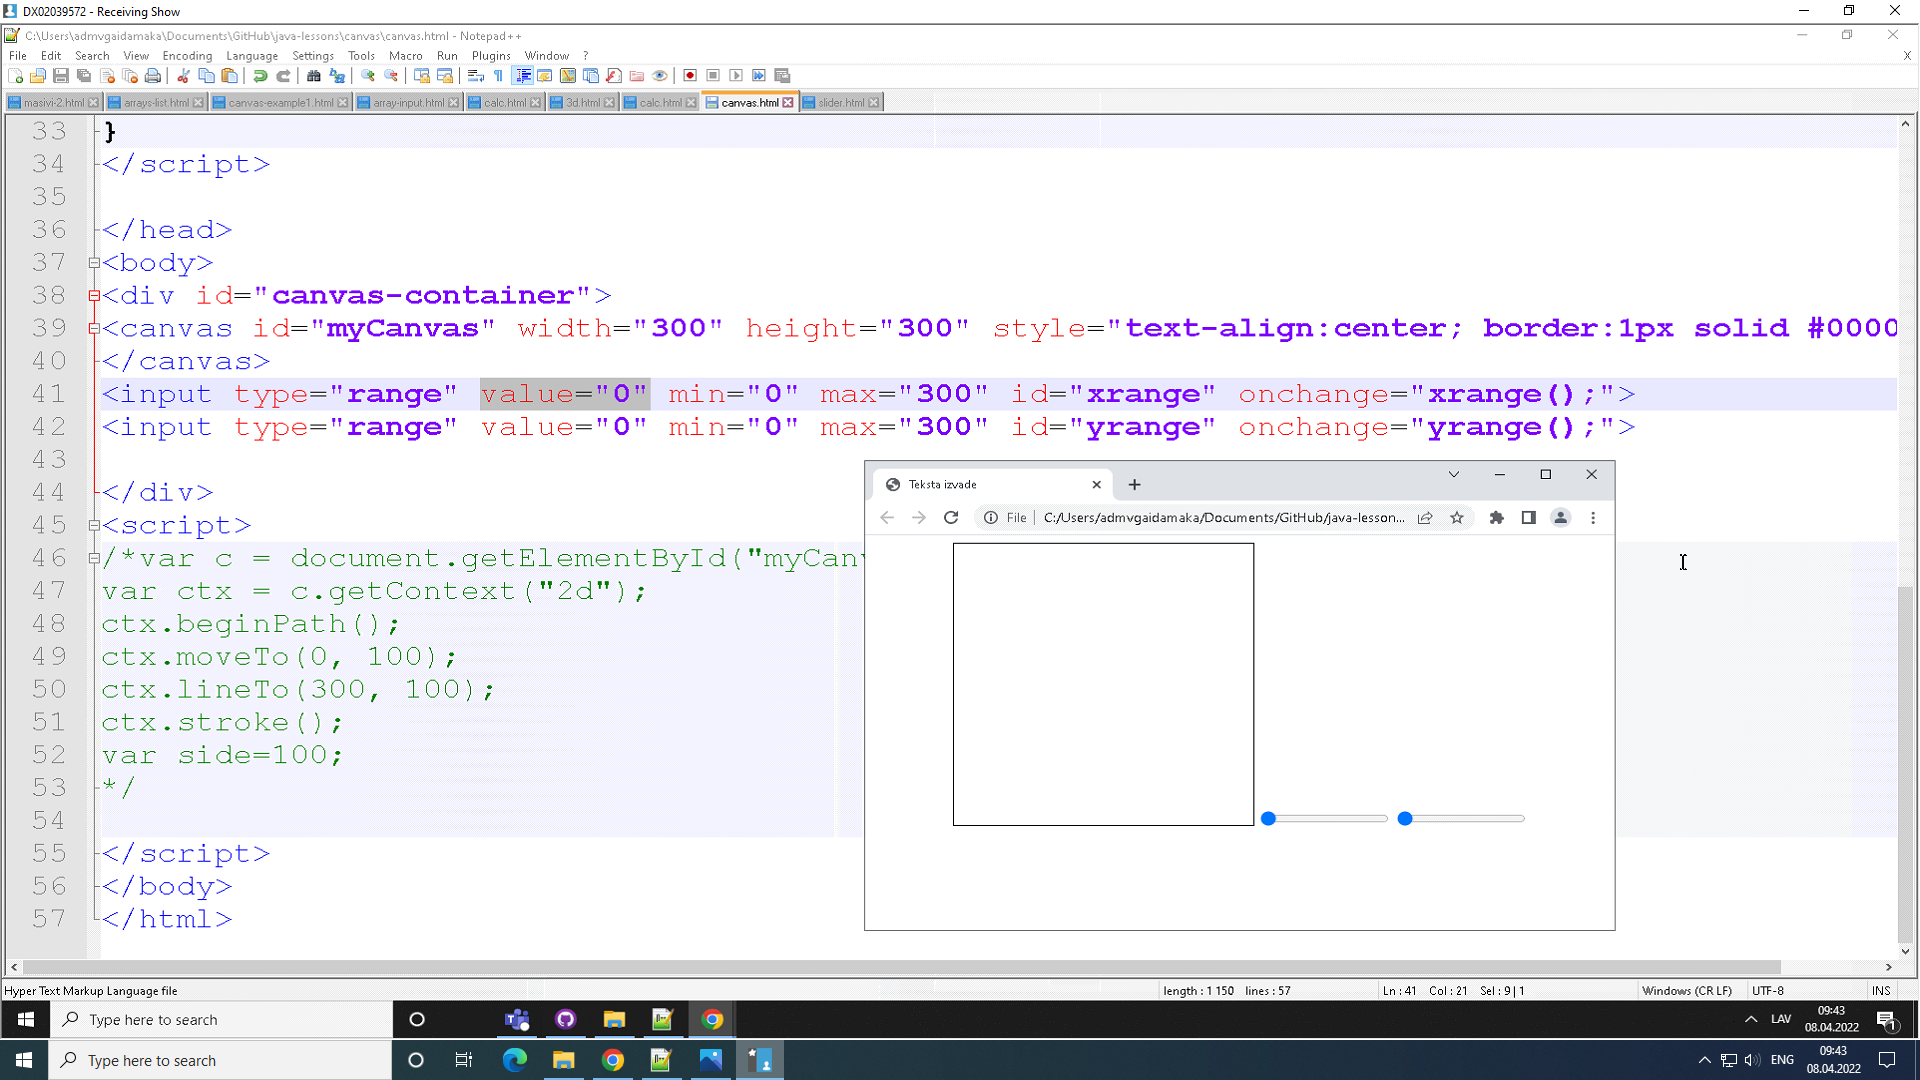 DX02039572 - Receiving Show
C:\Users\admvgaidamaka\Documents\GitHub\java-lessons\canvas\canvas.html - Notepad++
File Edit Search View Encoding Language Settings Tools Macro Run Plugins Window ?
X
masivi-2.html arrays-list.html canvas-example1.html array-input.html calc.html 3d.html calc.html canvas.html slider.html
33 }
34 </script>
35
36 </head>
37 <body>
38 <div id="canvas-container">
39 <canvas id="myCanvas" width="300" height="300" style="text-align:center; border:1px solid #0000
40 </canvas>
41 <input type="range" value="0" min="0" max="300" id="xrange" onchange="xrange();">
42 <input type="range" value="0" min="0" max="300" id="yrange" onchange="yrange();">
43
44 </div>
45 <script>
46 /*var c = document.getElementById("myCan
47 var ctx = c.getContext("2d");
48 ctx.beginPath();
49 ctx.moveTo(0, 100);
50 ctx.lineTo(300, 100);
51 ctx.stroke();
52 var side=100;
53 */
54
55 </script>
56 </body>
57 </html>
Teksta izvade
File C:/Users/admvgaidamaka/Documents/GitHub/java-lesson...
Hyper Text Markup Language file length : 1 150 lines : 57 Ln : 41 Col : 21 Sel : 9 | 1 Windows (CR LF) UTF-8 INS
Type here to search LAV 09:43 08.04.2022 1
Type here to search ENG 09:43 08.04.2022